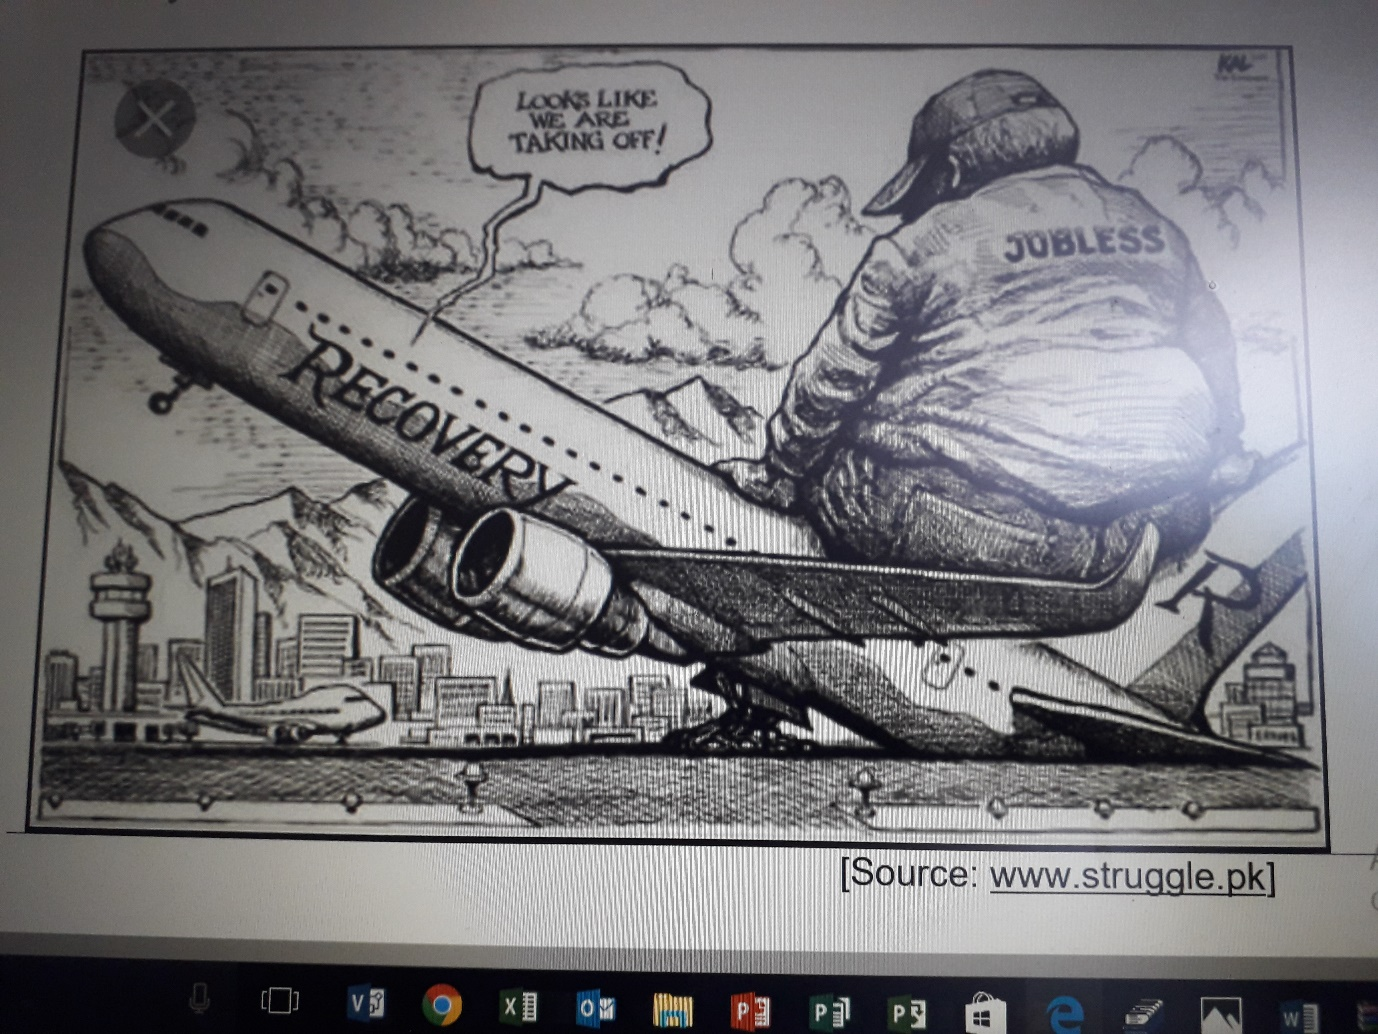 KAL
LOOKS LIKE
WE ARE
TAKING OFF!
JOBLESS
RECOVERY
R
[Source: www.struggle.pk]